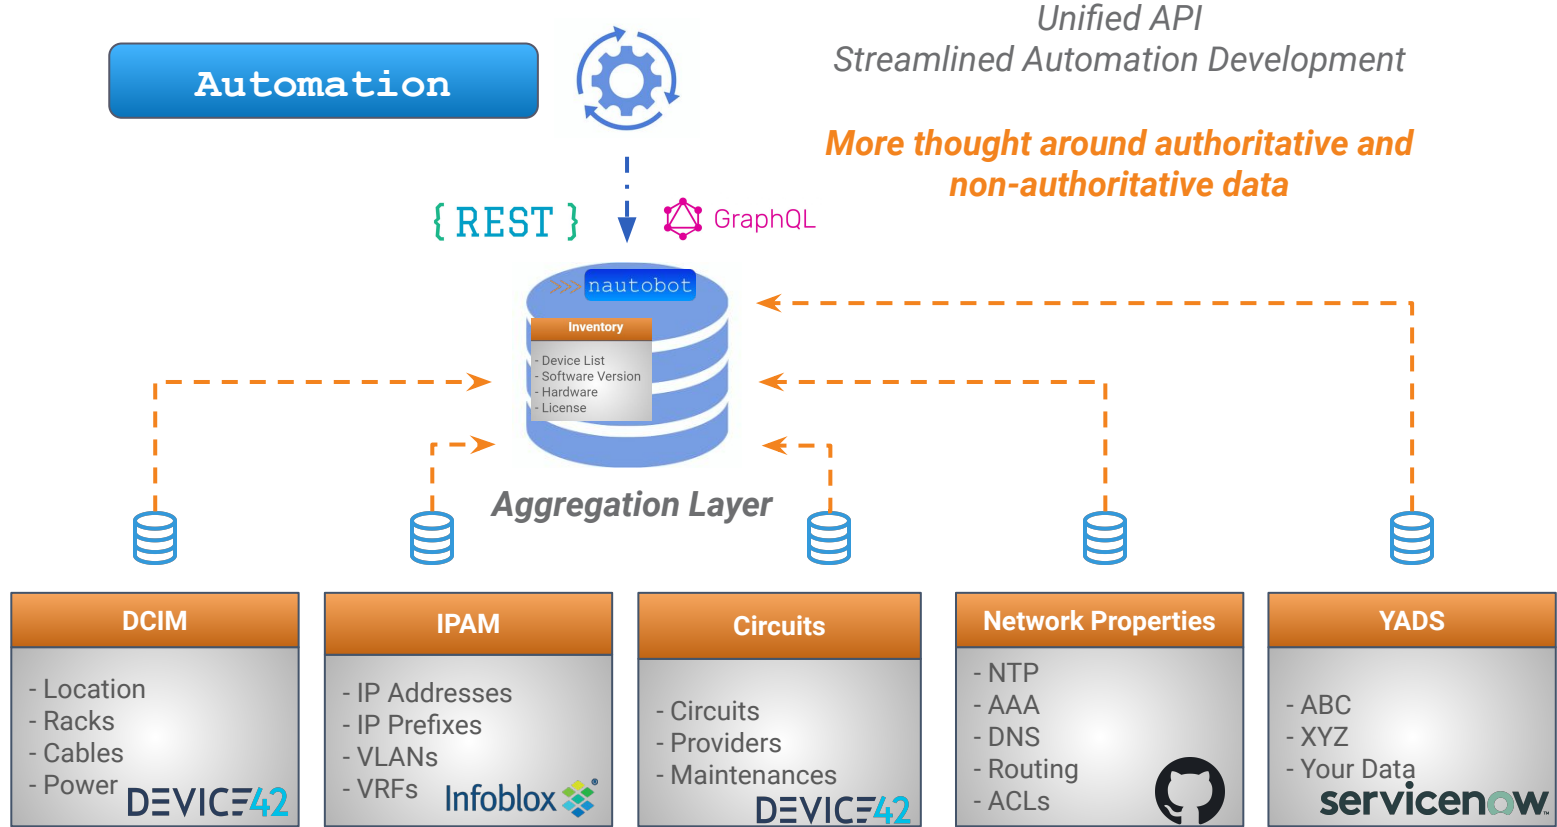 Unified API
Streamlined Automation Development
Automation
More thought around authoritative and
non-authoritative data
{ REST }
GraphQL
>>> nautobot
Inventory
- Device List
- Software Version
- Hardware
- License
Aggregation Layer
DCIM
- Location
- Racks
- Cables
- Power
DEVICE42
IPAM
- IP Addresses
- IP Prefixes
- VLANs
- VRFs
Infoblox
Circuits
- Circuits
- Providers
- Maintenances
DEVICE42
Network Properties
- NTP
- AAA
- DNS
- Routing
- ACLs
YADS
- ABC
- XYZ
- Your Data
servicenow